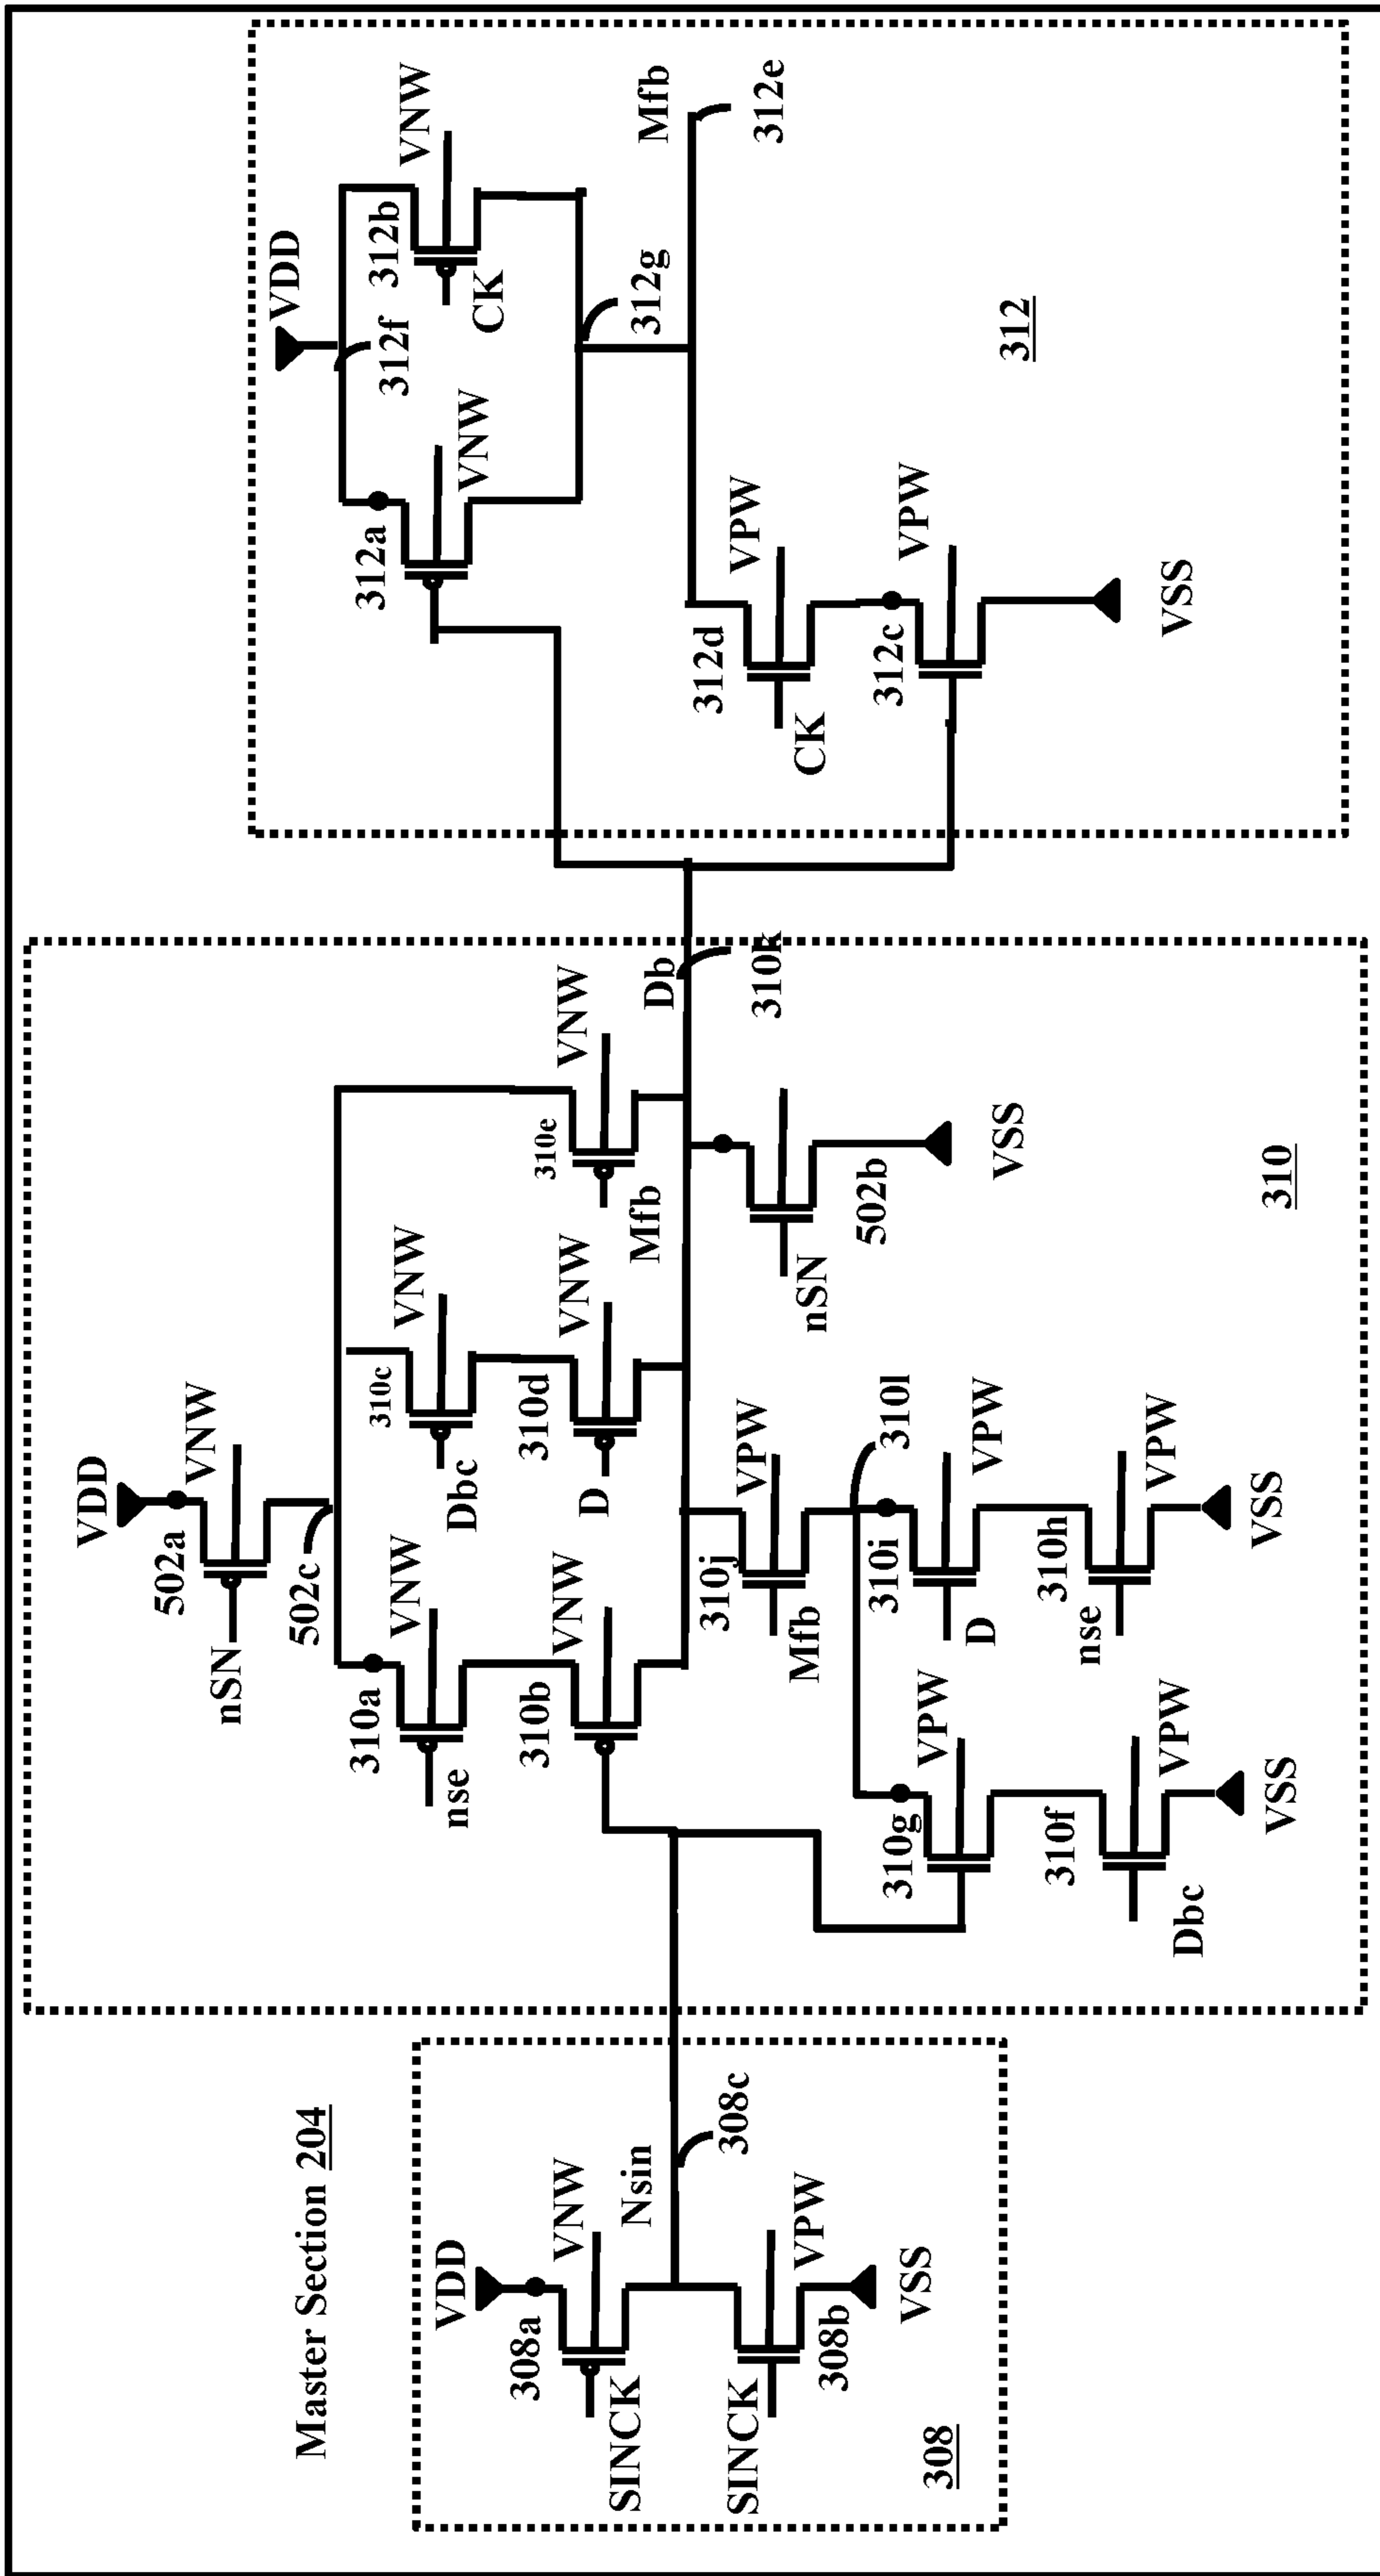 Master Section 204
VDD
308a
VNW
SINCK
Nsin
308c
SINCK
VPW
308b
VSS
308
VDD
502a
VNW
nSN
502c
310a
VNW
nse
310b
VNW
310c
VNW
Dbc
310d
VNW
D
310e
VNW
Mfb
Db
310k
310j
VPW
Mfb
310l
310g
VPW
310f
VPW
Dbc
VSS
310i
VPW
D
310h
VPW
nse
VSS
nSN
502b
VSS
310
VDD
312f
312a
VNW
312b
VNW
CK
312g
Mfb
312e
312d
VPW
CK
312c
VPW
VSS
312